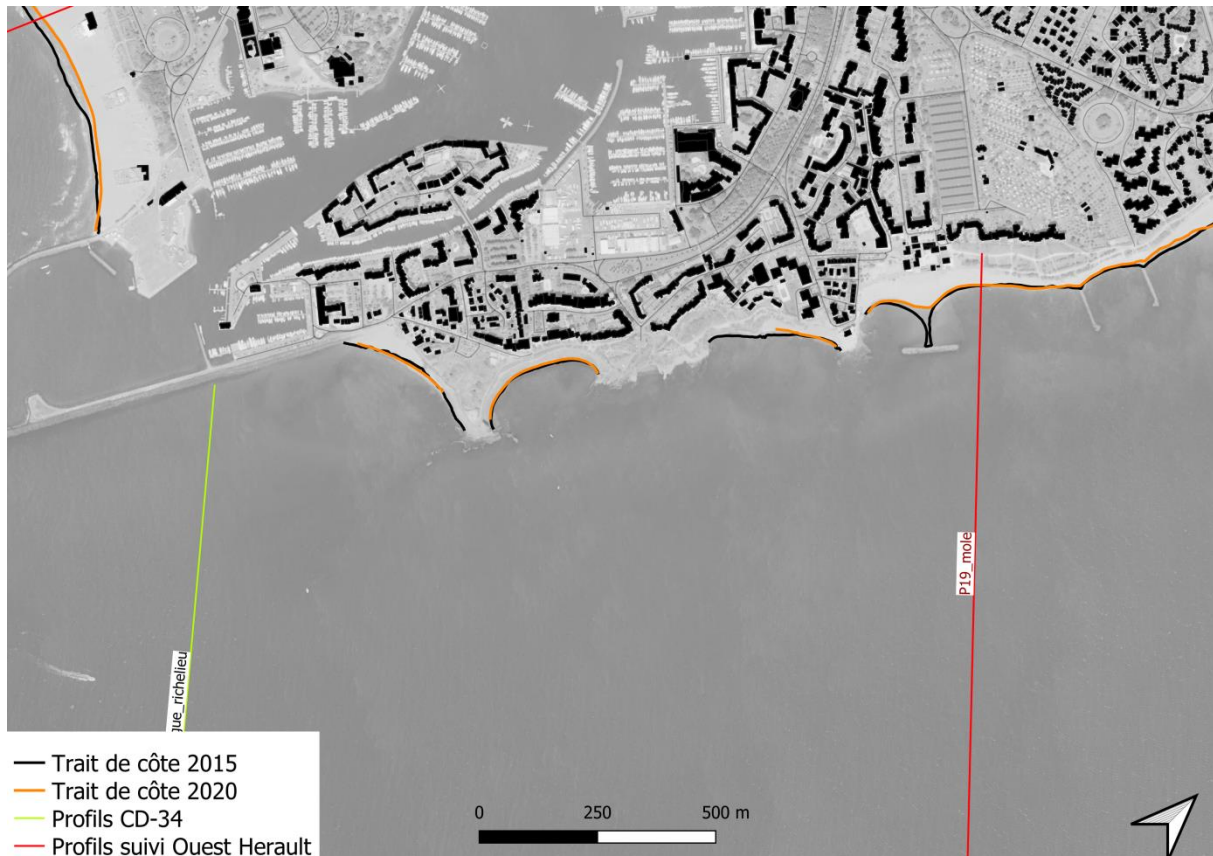 P19_mole
gue_richelieu
Trait de côte 2015
Trait de côte 2020
Profils CD-34
Profils suivi Ouest Herault
0 250 500 m